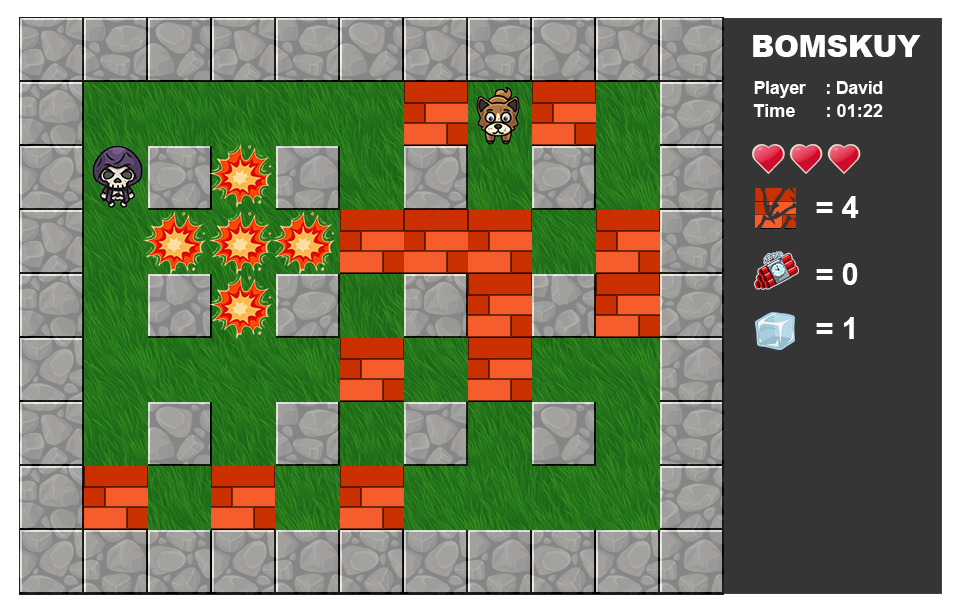 BOMSKUY
Player : David
Time : 01:22
= 4
= 0
= 1